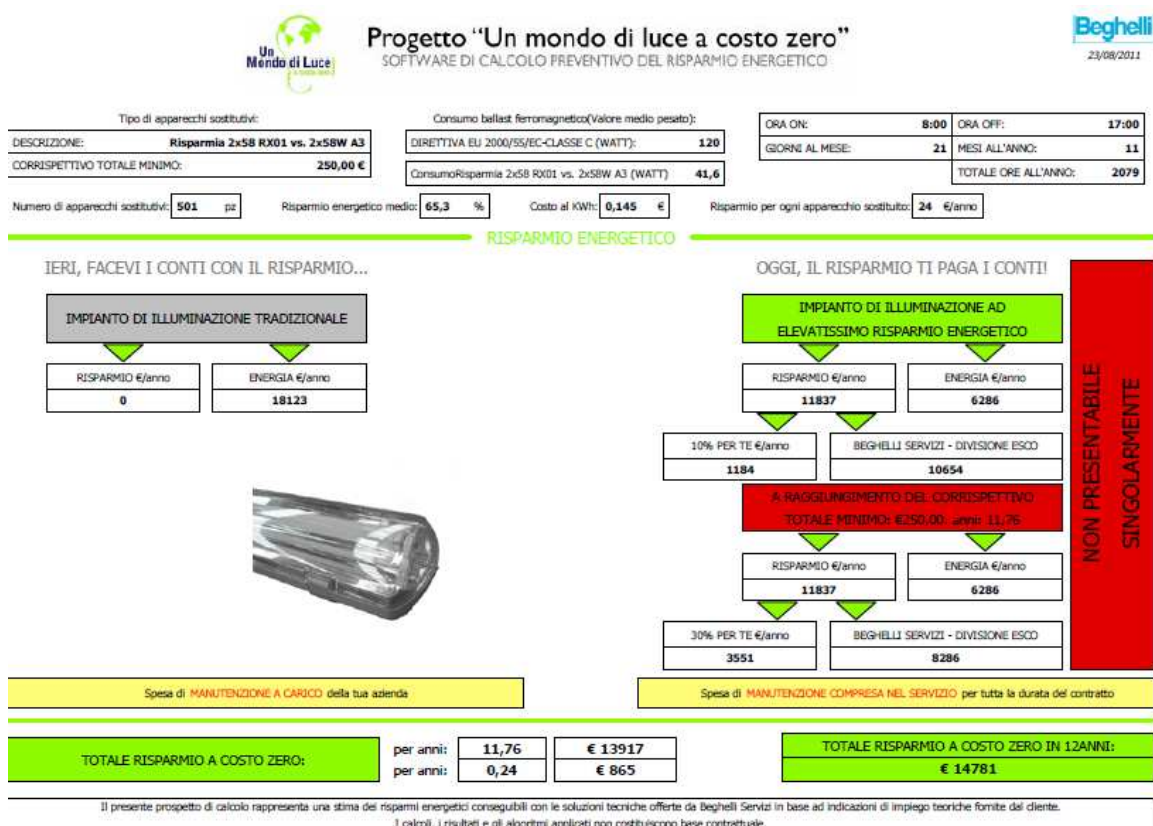 Un
Mondo di Luce
a costo zero
Progetto “Un mondo di luce a costo zero”
SOFTWARE DI CALCOLO PREVENTIVO DEL RISPARMIO ENERGETICO
Beghelli
23/08/2011
Tipo di apparecchi sostitutivi:
DESCRIZIONE: Risparmia 2x58 RX01 vs. 2x58W A3
CORRISPETTIVO TOTALE MINIMO: 250,00 €
Consumo ballast ferromagnetico(Valore medio pesato):
DIRETTIVA EU 2000/55/EC-CLASSE C (WATT): 120
ConsumoRisparmia 2x58 RX01 vs. 2x58W A3 (WATT) 41,6
ORA ON: 8:00 ORA OFF: 17:00
GIORNI AL MESE: 21 MESI ALL'ANNO: 11
TOTALE ORE ALL'ANNO: 2079
Numero di apparecchi sostitutivi: 501 pz Risparmio energetico medio: 65,3 % Costo al KWh: 0,145 € Risparmio per ogni apparecchio sostituito: 24 €/anno
RISPARMIO ENERGETICO
IERI, FACEVI I CONTI CON IL RISPARMIO...
IMPIANTO DI ILLUMINAZIONE TRADIZIONALE
RISPARMIO €/anno ENERGIA €/anno
0 18123
OGGI, IL RISPARMIO TI PAGA I CONTI!
IMPIANTO DI ILLUMINAZIONE AD
ELEVATISSIMO RISPARMIO ENERGETICO
RISPARMIO €/anno ENERGIA €/anno
11837 6286
10% PER TE €/anno BEGHELLI SERVIZI - DIVISIONE ESCO
1184 10654
A RAGGIUNGIMENTO DEL CORRISPETTIVO
TOTALE MINIMO: €250,00: anni: 11,76
RISPARMIO €/anno ENERGIA €/anno
11837 6286
30% PER TE €/anno BEGHELLI SERVIZI - DIVISIONE ESCO
3551 8286
NON PRESENTABILE
SINGOLARMENTE
Spesa di MANUTENZIONE A CARICO della tua azienda
Spesa di MANUTENZIONE COMPRESA NEL SERVIZIO per tutta la durata del contratto
TOTALE RISPARMIO A COSTO ZERO:
per anni: 11,76 € 13917
per anni: 0,24 € 865
TOTALE RISPARMIO A COSTO ZERO IN 12ANNI:
€ 14781
Il presente prospetto di calcolo rappresenta una stima dei risparmi energetici conseguibili con le soluzioni tecniche offerte da Beghelli Servizi in base ad indicazioni di impiego teoriche fornite dal cliente.
I calcoli, i risultati e gli algoritmi applicati non costituiscono base contrattuale.